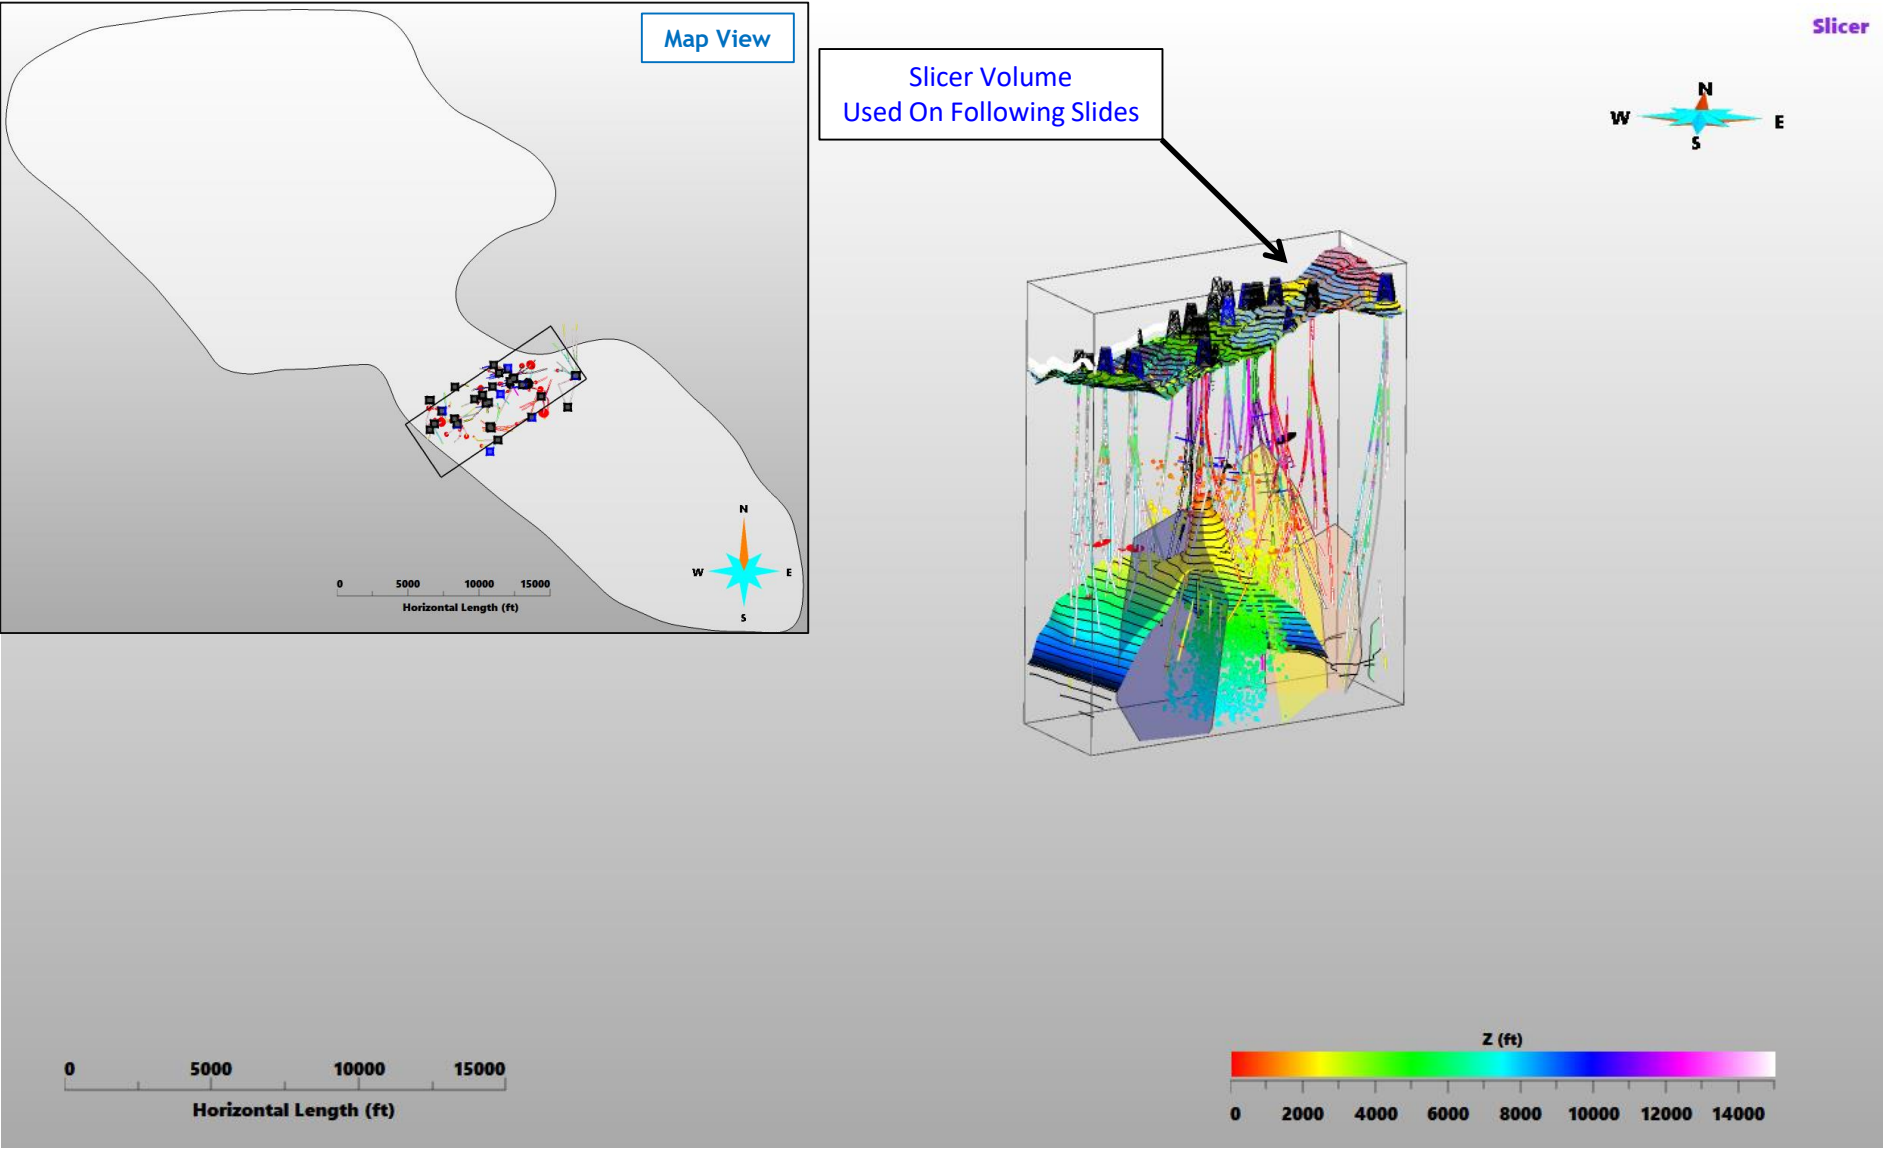 Map View
Slicer
Slicer Volume
Used On Following Slides
N
W
E
S
N
W
E
S
0 5000 10000 15000
Horizontal Length (ft)
0 5000 10000 15000
Horizontal Length (ft)
Z (ft)
0 2000 4000 6000 8000 10000 12000 14000